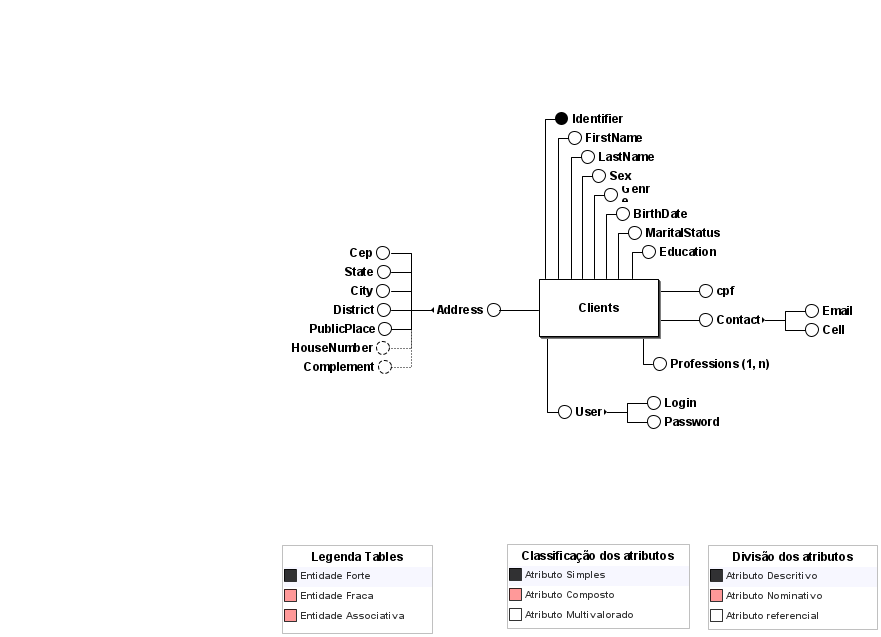 Identifier
FirstName
LastName
Sex
Genr
e
BirthDate
MaritalStatus
Education
Cep
State
City
District
PublicPlace
HouseNumber
Complement
Address
Clients
cpf
Contact
Email
Cell
Professions (1, n)
User
Login
Password
Legenda Tables
Entidade Forte
Entidade Fraca
Entidade Associativa
Classificação dos atributos
Atributo Simples
Atributo Composto
Atributo Multivalorado
Divisão dos atributos
Atributo Descritivo
Atributo Nominativo
Atributo referencial